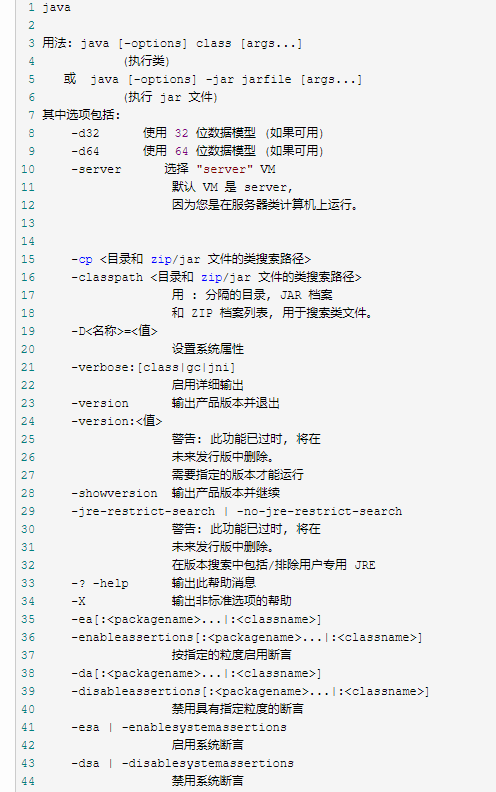 1 java
2
3 用法: java [-options] class [args...]
4 (执行类)
5 或  java [-options] -jar jarfile [args...]
6 (执行 jar 文件)
7 其中选项包括:
8 -d32 使用 32 位数据模型 (如果可用)
9 -d64 使用 64 位数据模型 (如果可用)
10 -server 选择 "server" VM
11 默认 VM 是 server,
12 因为您是在服务器类计算机上运行。
13
14
15 -cp <目录和 zip/jar 文件的类搜索路径>
16 -classpath <目录和 zip/jar 文件的类搜索路径>
17 用 : 分隔的目录, JAR 档案
18 和 ZIP 档案列表, 用于搜索类文件。
19 -D<名称>=<值>
20 设置系统属性
21 -verbose:[class|gc|jni]
22 启用详细输出
23 -version 输出产品版本并退出
24 -version:<值>
25 警告: 此功能已过时, 将在
26 未来发行版中删除。
27 需要指定的版本才能运行
28 -showversion 输出产品版本并继续
29 -jre-restrict-search | -no-jre-restrict-search
30 警告: 此功能已过时, 将在
31 未来发行版中删除。
32 在版本搜索中包括/排除用户专用 JRE
33 -? -help 输出此帮助消息
34 -X 输出非标准选项的帮助
35 -ea[:<packagename>...|:<classname>]
36 -enableassertions[:<packagename>...|:<classname>]
37 按指定的粒度启用断言
38 -da[:<packagename>...|:<classname>]
39 -disableassertions[:<packagename>...|:<classname>]
40 禁用具有指定粒度的断言
41 -esa | -enablesystemassertions
42 启用系统断言
43 -dsa | -disablesystemassertions
44 禁用系统断言